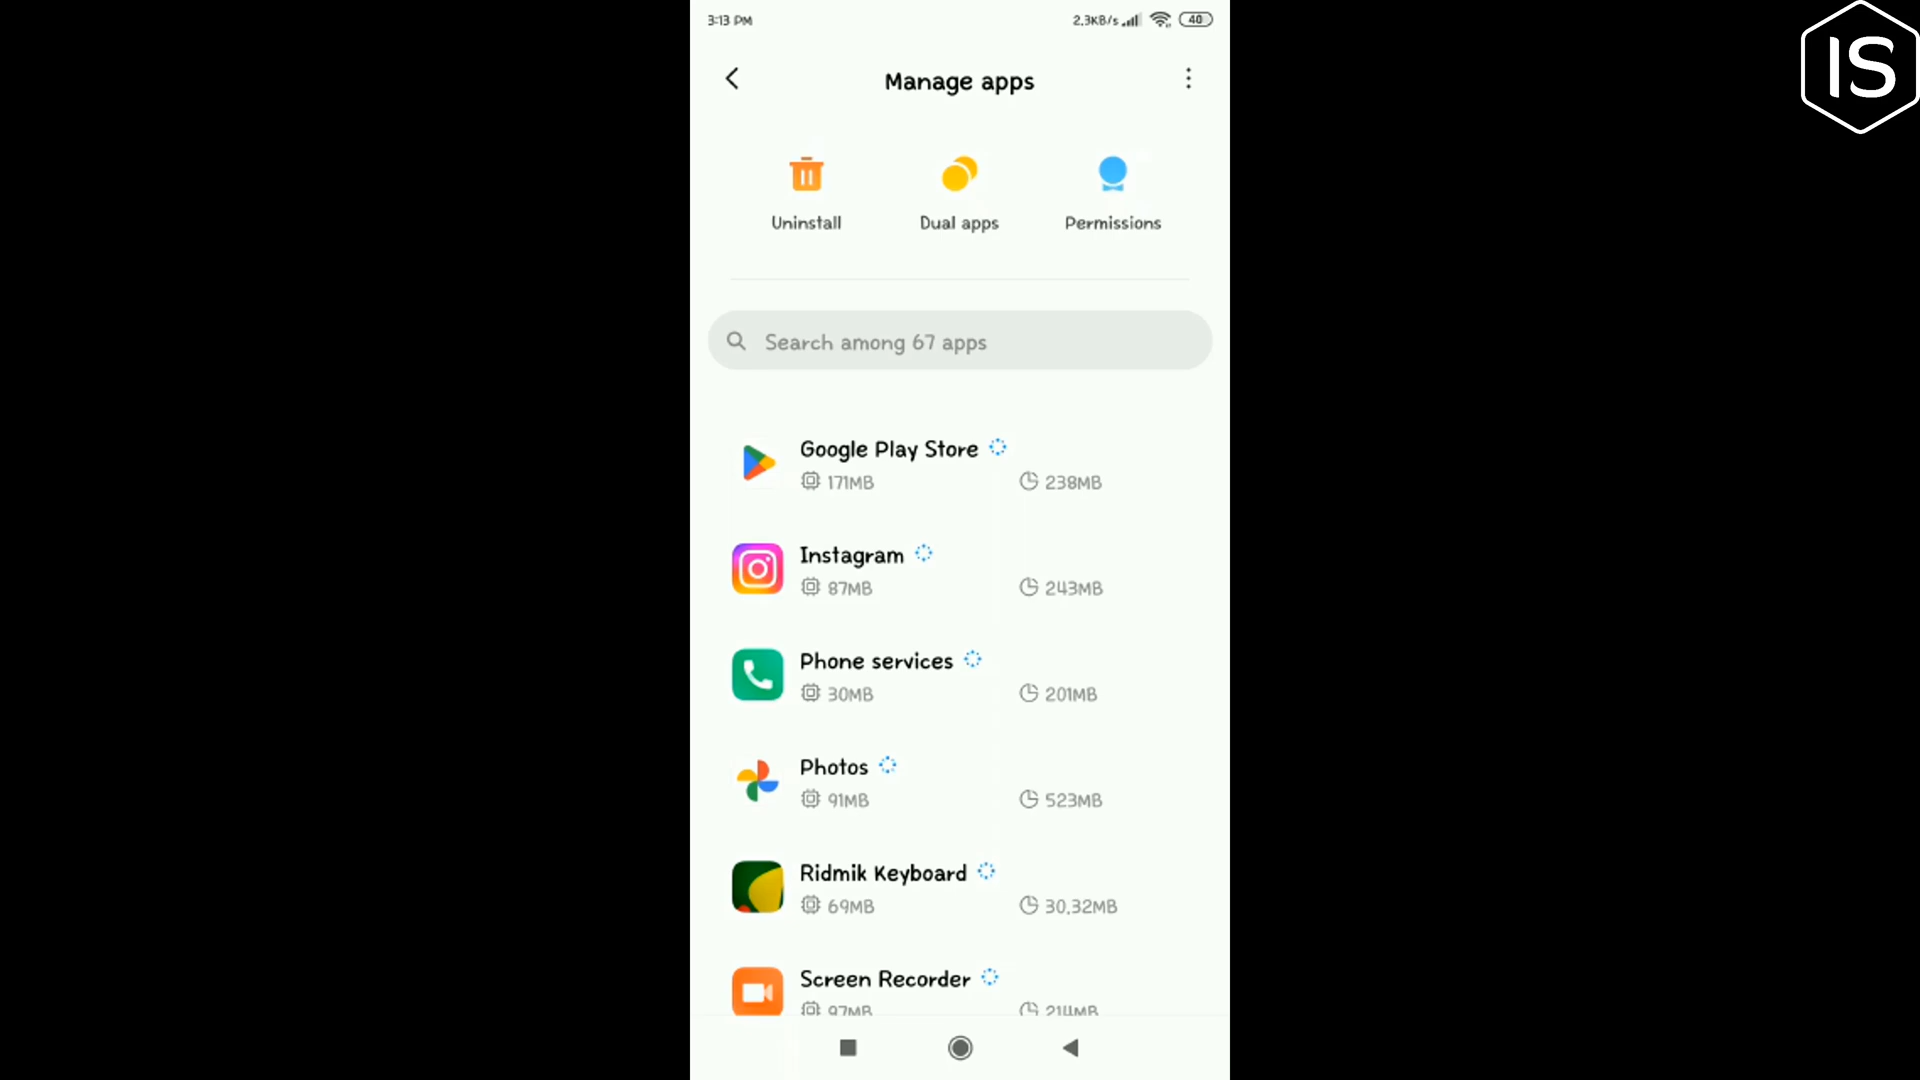 3:13 PM
2.3KB/s
40
IS
Manage apps
Uninstall
Dual apps
Permissions
Search among 67 apps
Google Play Store
171MB
238MB
Instagram
87MB
243MB
Phone services
30MB
201MB
Photos
91MB
523MB
Ridmik Keyboard
69MB
30.32MB
Screen Recorder
97MB
214MB